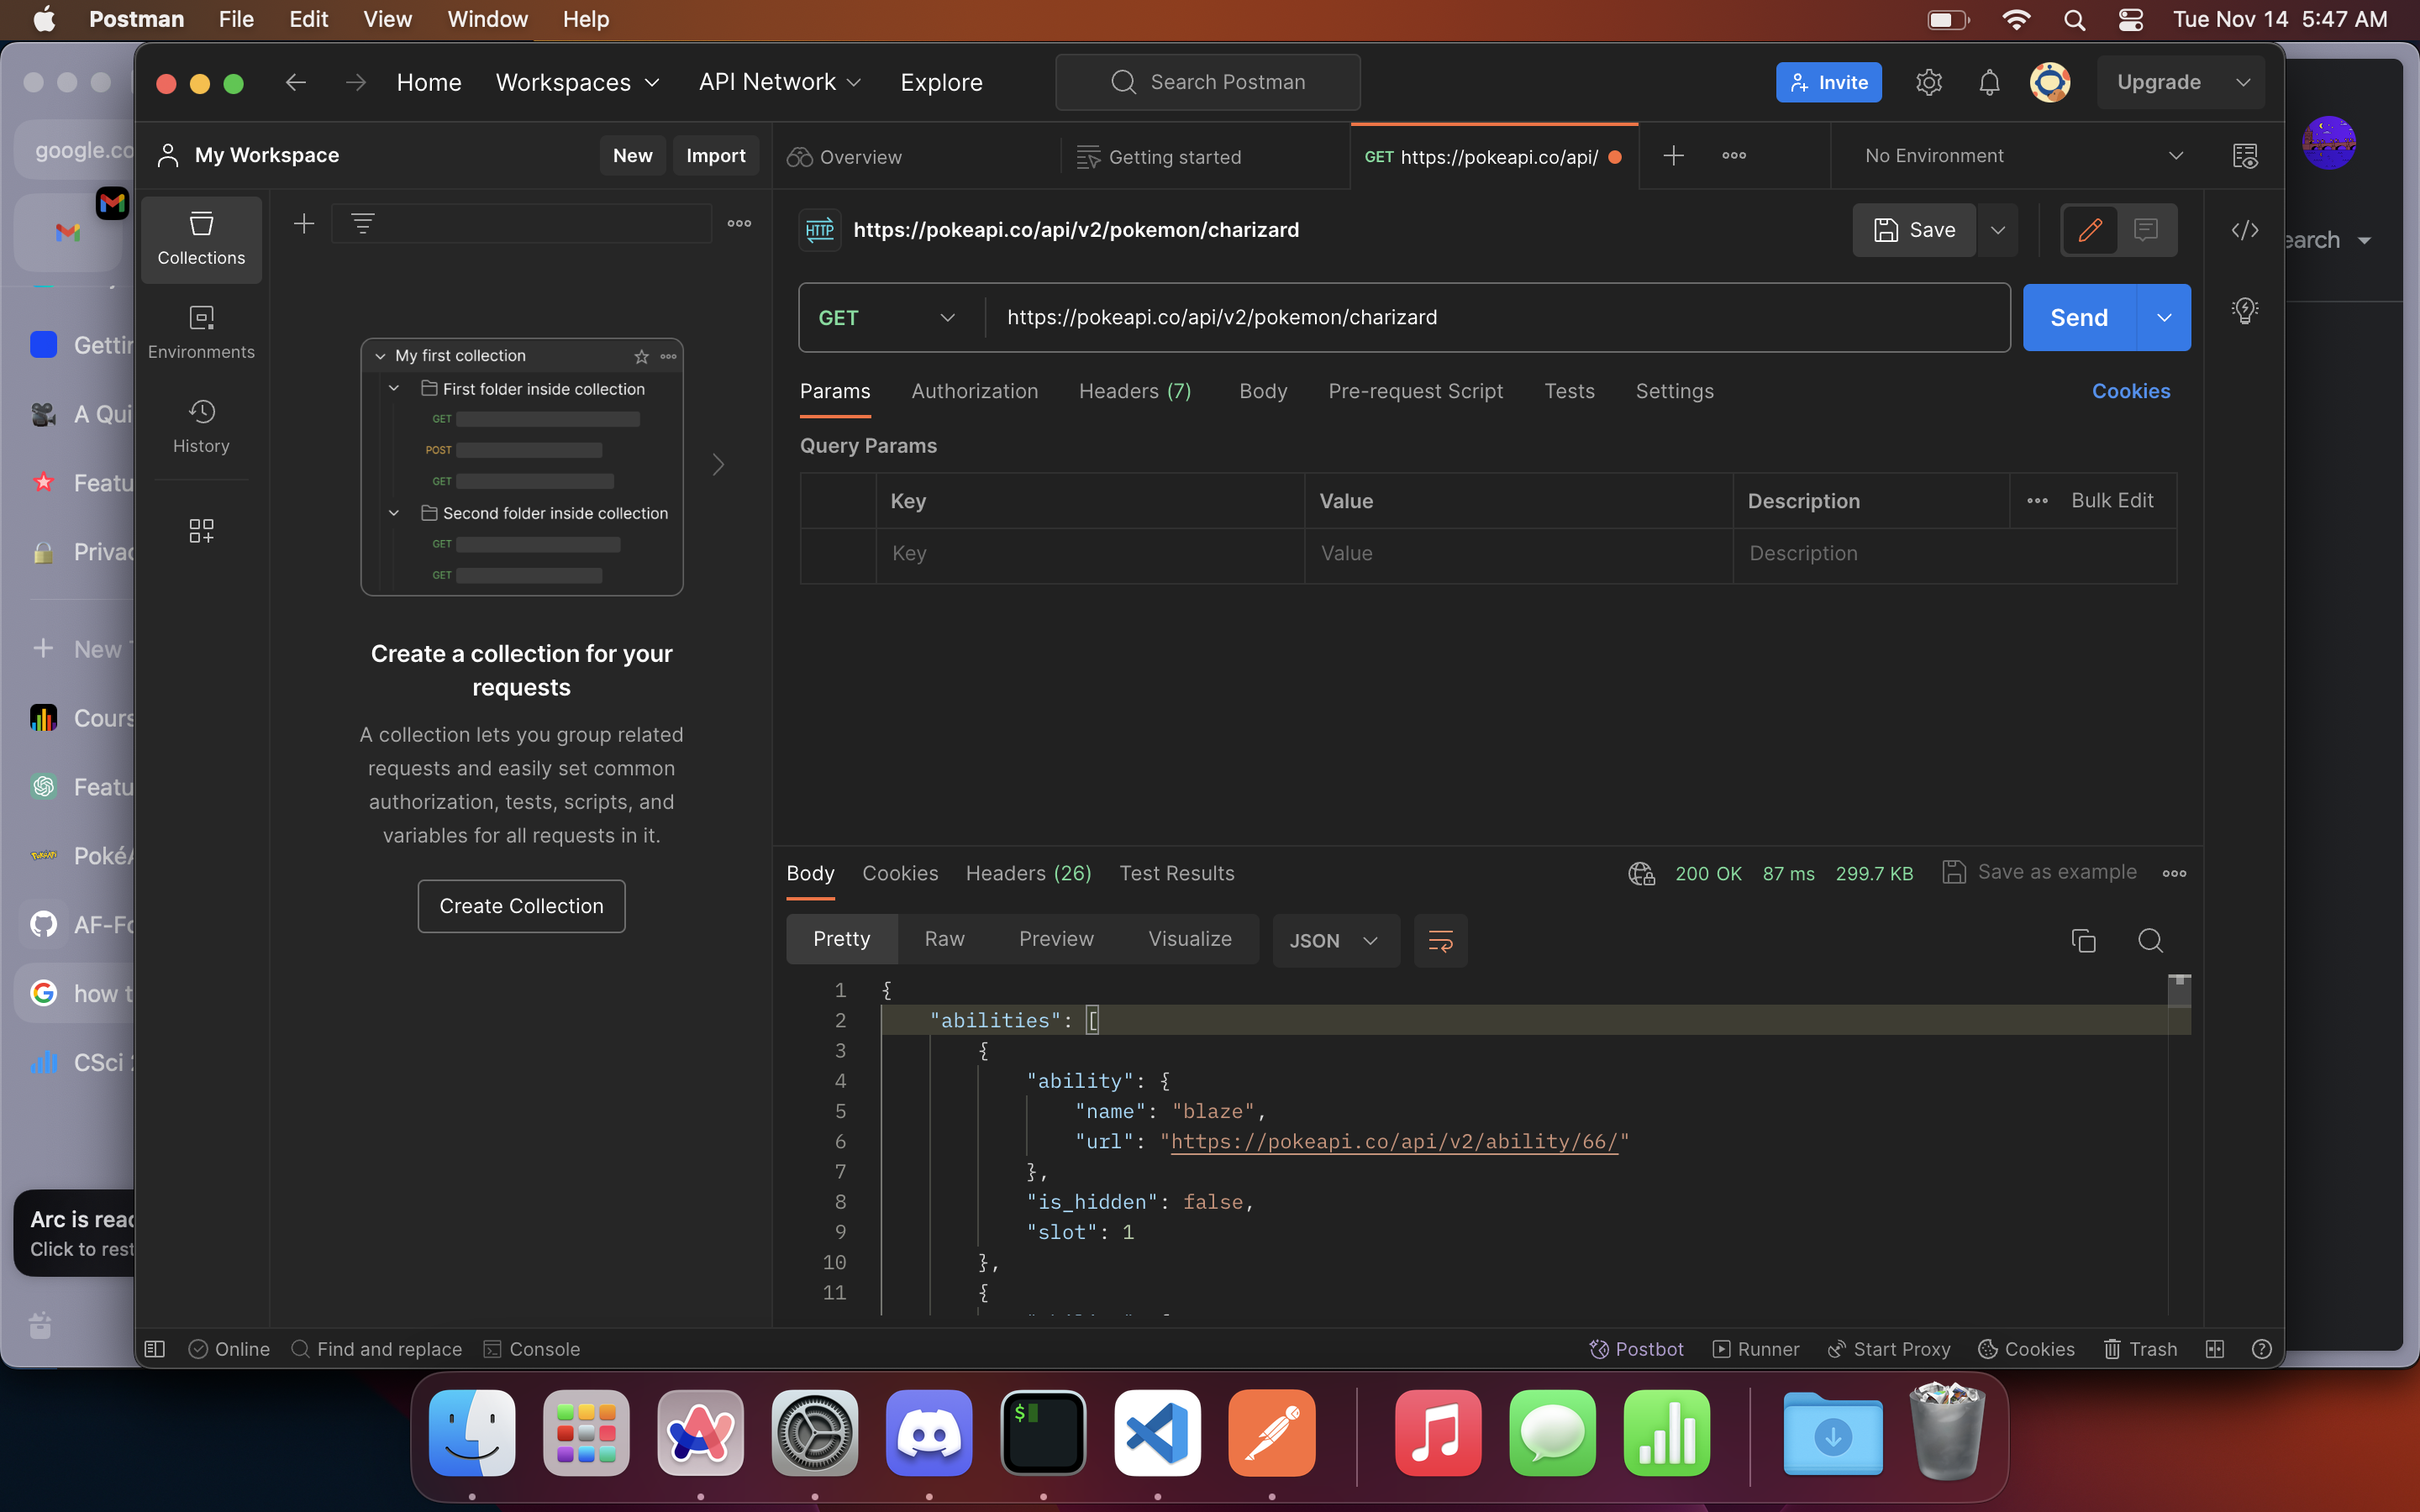 Postman File Edit View Window Help Tue Nov 14 5:47 AM
Home Workspaces API Network Explore Search Postman Invite Upgrade
My Workspace New Import
Overview Getting started GET https://pokeapi.co/api/ No Environment
Collections
Environments
History
My first collection
First folder inside collection
GET
POST
GET
Second folder inside collection
GET
GET
Create a collection for your
requests
A collection lets you group related
requests and easily set common
authorization, tests, scripts, and
variables for all requests in it.
Create Collection
HTTP https://pokeapi.co/api/v2/pokemon/charizard Save
GET https://pokeapi.co/api/v2/pokemon/charizard Send
Params Authorization Headers (7) Body Pre-request Script Tests Settings Cookies
Query Params
Key Value Description Bulk Edit
Key Value Description
Body Cookies Headers (26) Test Results 200 OK 87 ms 299.7 KB Save as example
Pretty Raw Preview Visualize JSON
1 {
2 "abilities": [
3 {
4 "ability": {
5 "name": "blaze",
6 "url": "https://pokeapi.co/api/v2/ability/66/"
7 },
8 "is_hidden": false,
9 "slot": 1
10 },
11 {
Online Find and replace Console Postbot Runner Start Proxy Cookies Trash
google.co
Gettin
A Qui
Featu
Privac
New
Cours
Featu
PokéA
AF-Fo
how t
CSci
Arc is read
Click to rest
earch
$